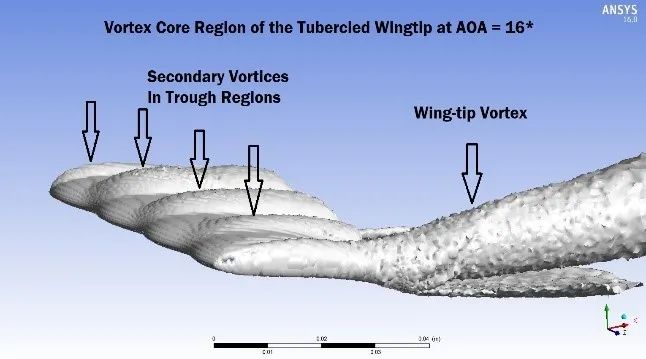 ANSYS
16.0
Vortex Core Region of the Tubercled Wingtip at AOA = 16*
Secondary Vortices
In Trough Regions
Wing-tip Vortex
0
0.02
0.04 (m)
0.01
0.03